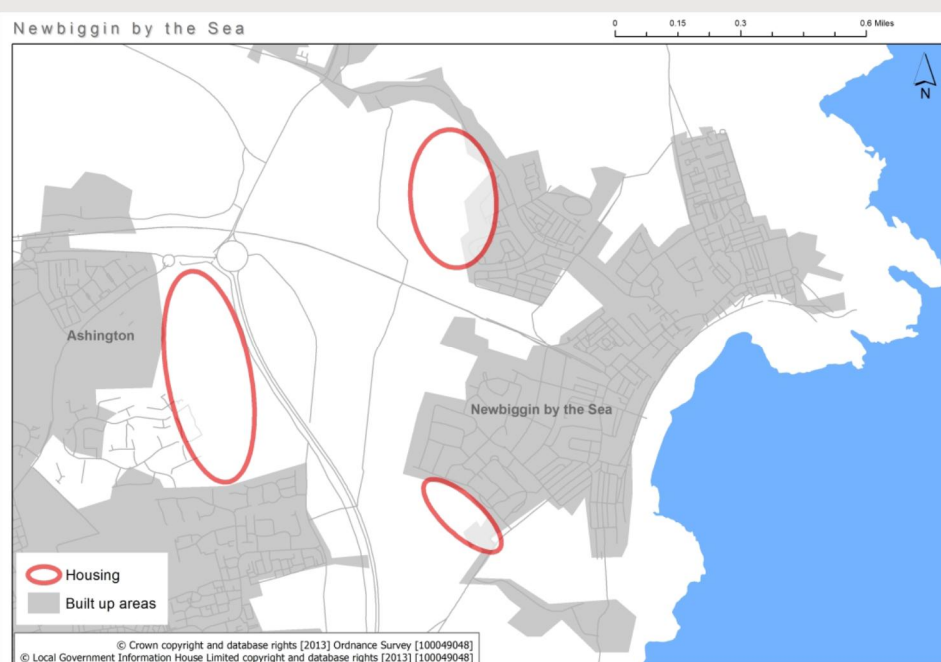 Newbiggin by the Sea
0 0.15 0.3 0.6 Miles
N
Ashington
Newbiggin by the Sea
Housing
Built up areas
© Crown copyright and database rights [2013] Ordnance Survey [100049048]
© Local Government Information House Limited copyright and database rights [2013] [100049048]